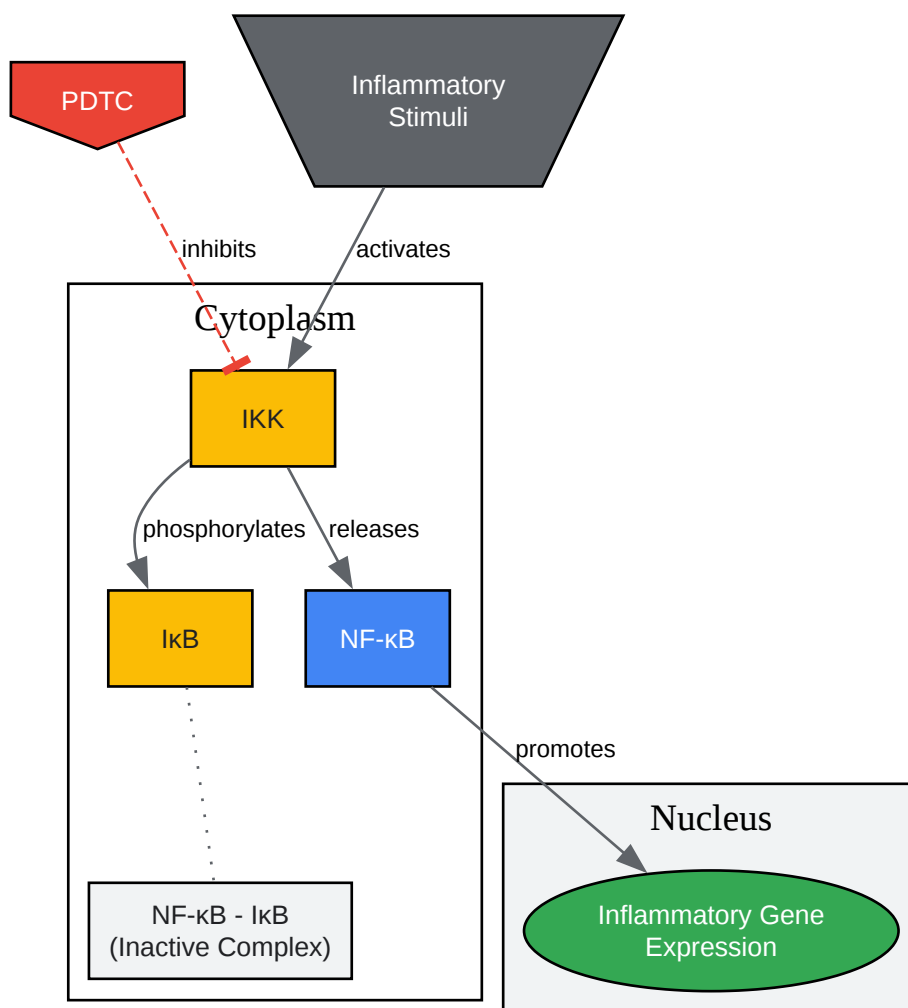 Inflammatory
Stimuli
PDTC
inhibits
activates
Cytoplasm
IKK
phosphorylates
releases
IκB
NF-κB
promotes
Nucleus
NF-κB - IκB
(Inactive Complex)
Inflammatory Gene
Expression